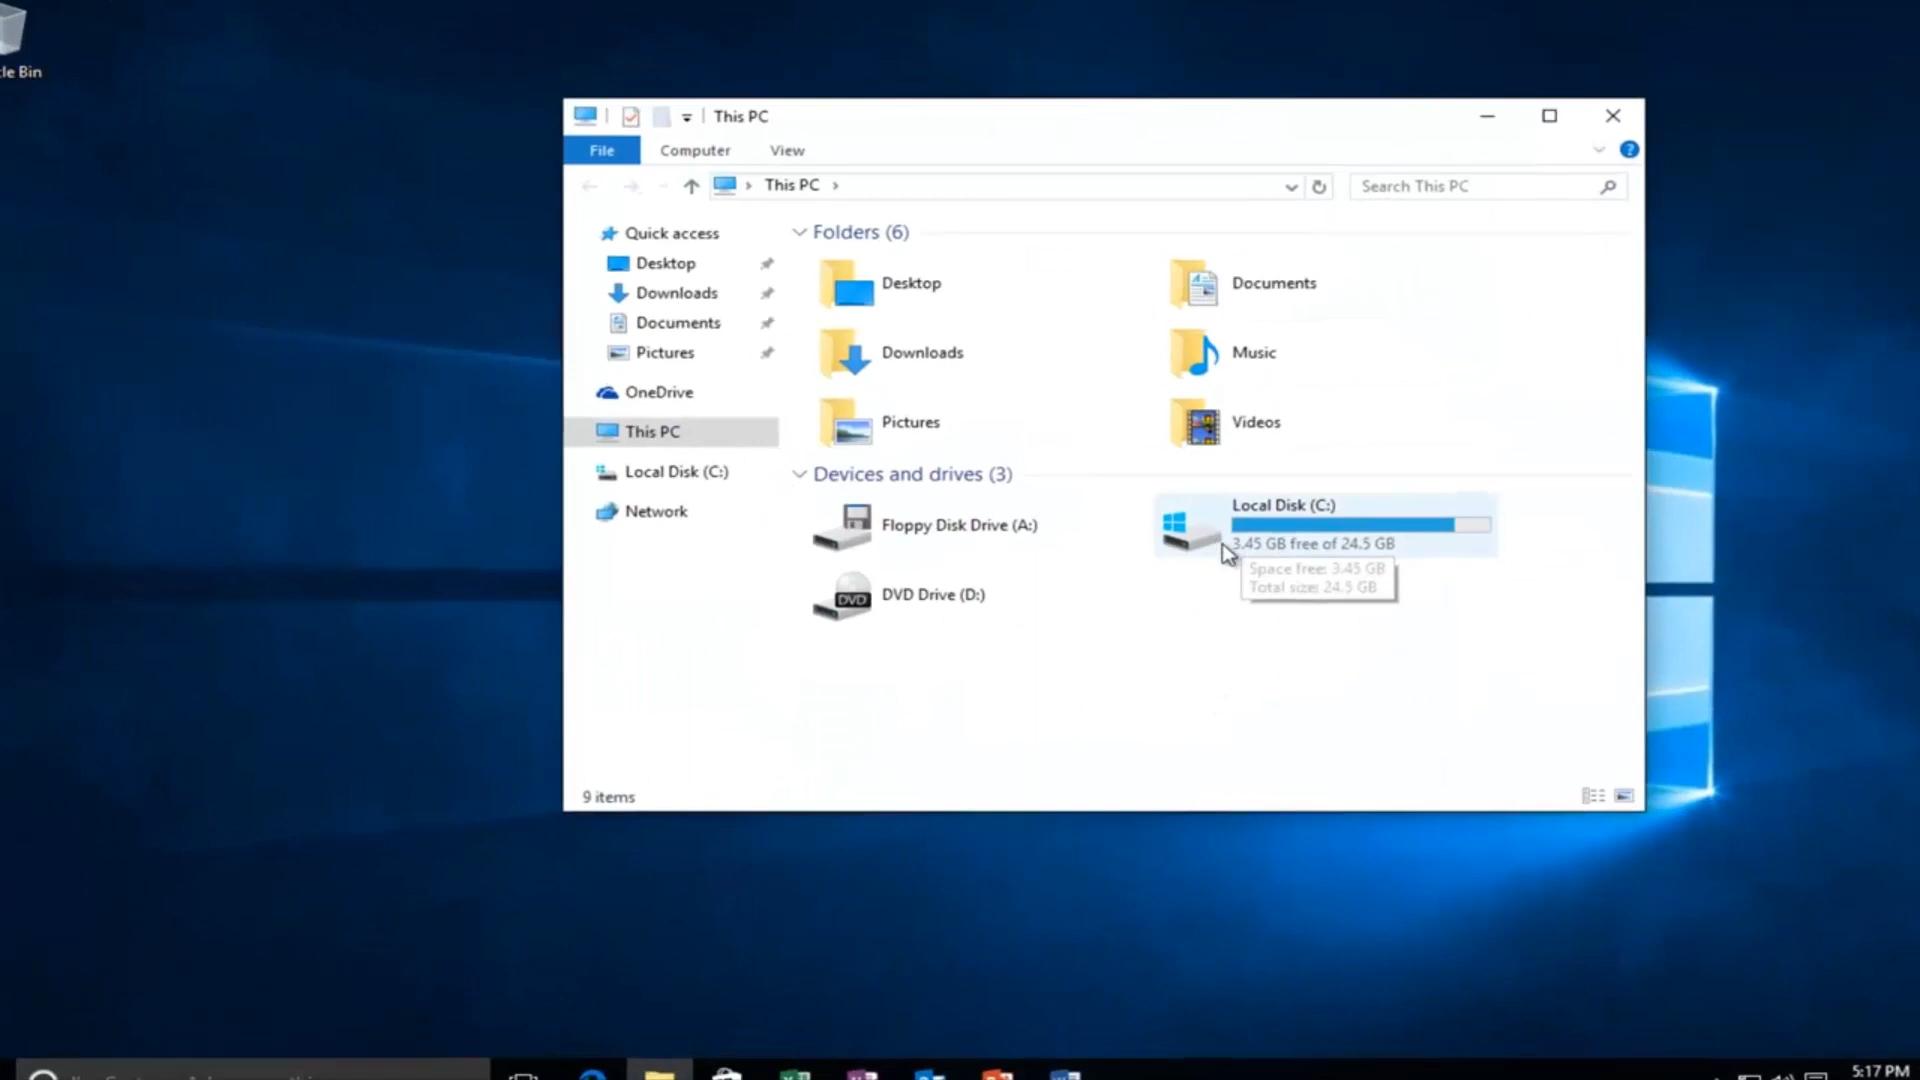 cle Bin
This PC
File
Computer
View
This PC
Search This PC
Quick access
Desktop
Downloads
Documents
Pictures
OneDrive
This PC
Local Disk (C:)
Network
Folders (6)
Desktop
Documents
Downloads
Music
Pictures
Videos
Devices and drives (3)
Floppy Disk Drive (A:)
Local Disk (C:)
3.45 GB free of 24.5 GB
Space free: 3.45 GB
Total size: 24.5 GB
DVD
DVD Drive (D:)
9 items
5:17 PM